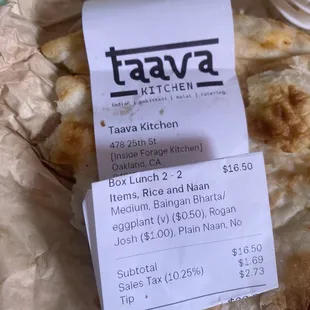 taava
KITCHEN
indian | pakistani | halal | catering
Taava Kitchen
478 25th St
[Inside Forage Kitchen]
Oakland, CA
Box Lunch 2 - 2 $16.50
Items, Rice and Naan
Medium, Baingan Bharta/
eggplant (v) ($0.50), Rogan
Josh ($1.00), Plain Naan, No
Subtotal $16.50
Sales Tax (10.25%) $1.69
Tip $2.73